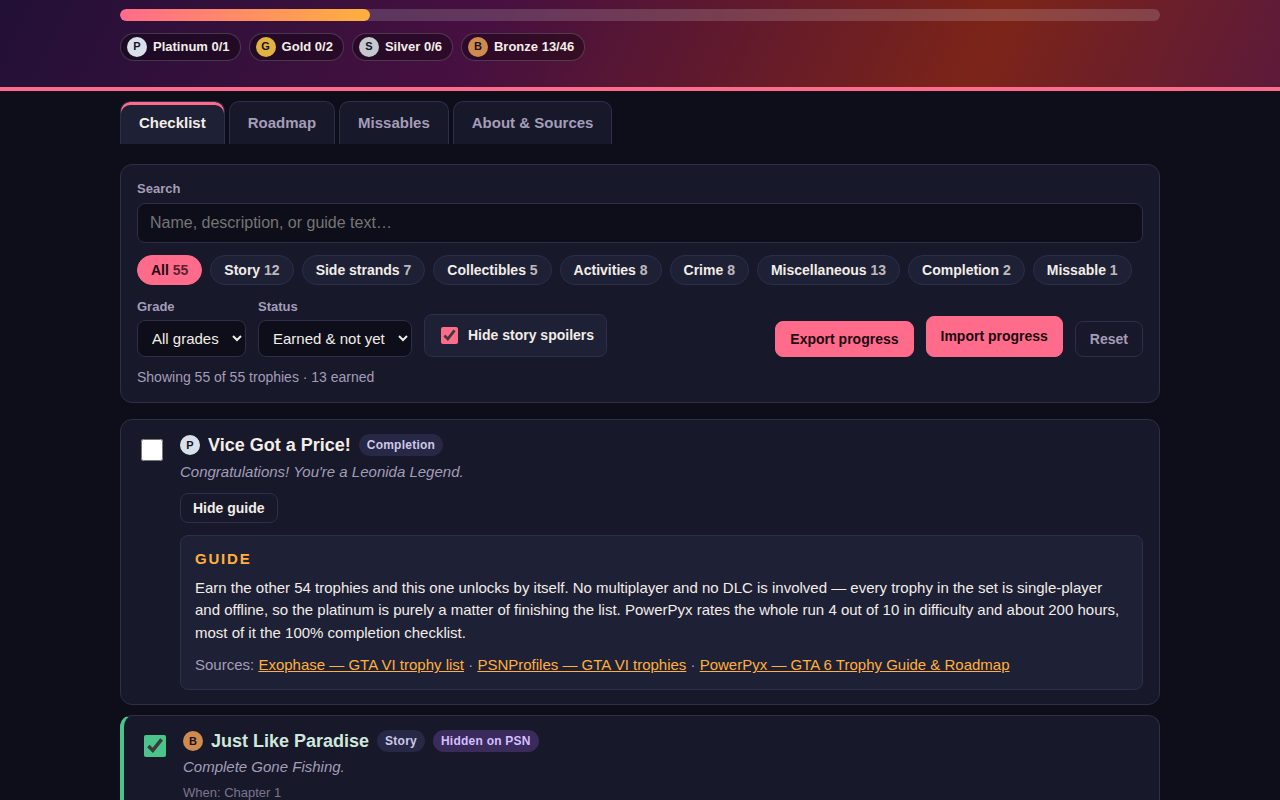 P Platinum 0/1 G Gold 0/2 S Silver 0/6 B Bronze 13/46
Checklist Roadmap Missables About & Sources
Search
Name, description, or guide text…
All 55 Story 12 Side strands 7 Collectibles 5 Activities 8 Crime 8 Miscellaneous 13 Completion 2 Missable 1
Grade Status
All grades Earned & not yet Hide story spoilers Export progress Import progress Reset
Showing 55 of 55 trophies · 13 earned
P Vice Got a Price! Completion
Congratulations! You're a Leonida Legend.
Hide guide
GUIDE
Earn the other 54 trophies and this one unlocks by itself. No multiplayer and no DLC is involved — every trophy in the set is single-player
and offline, so the platinum is purely a matter of finishing the list. PowerPyx rates the whole run 4 out of 10 in difficulty and about 200 hours,
most of it the 100% completion checklist.
Sources: Exophase — GTA VI trophy list · PSNProfiles — GTA VI trophies · PowerPyx — GTA 6 Trophy Guide & Roadmap
B Just Like Paradise Story Hidden on PSN
Complete Gone Fishing.
When: Chapter 1